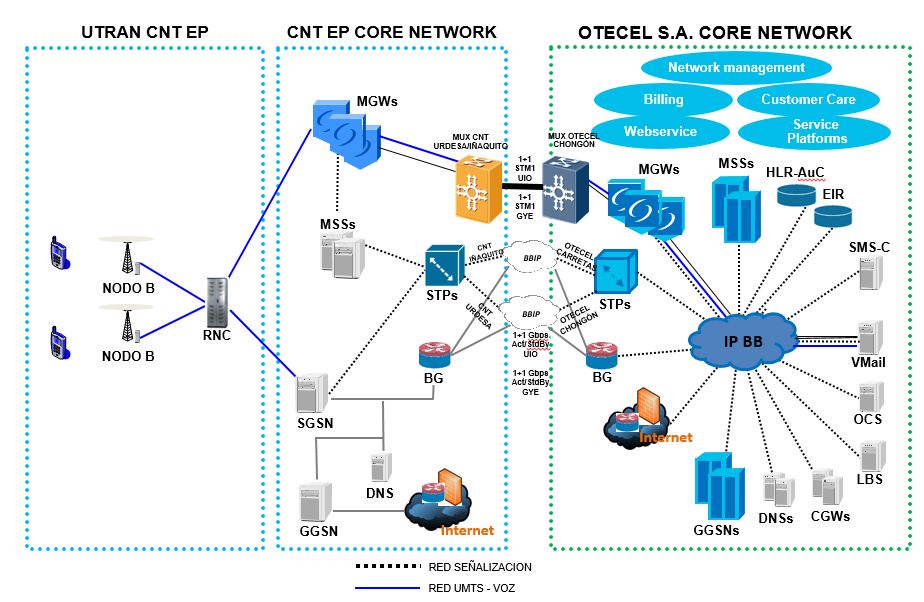 UTRAN CNT EP
CNT EP CORE NETWORK
OTECEL S.A. CORE NETWORK
Network management
Billing
Customer Care
Webservice
Service
Platforms
MGWs
MUX CNT
URDESA/IÑAQUITO
1+1
STM1
UIO
1+1
STM1
GYE
MUX OTECEL
CHONGÓN
MGWs
MSSs
HLR-AuC
EIR
SMS-C
MSSs
STPs
CNT
IÑAQUITO
BBIP
OTECEL
CARRETAS
STPs
CNT
URDESA
BBIP
OTECEL
CHONGÓN
1+1 Gbps
Act/StdBy
UIO
1+1 Gbps
Act/StdBy
GYE
NODO B
NODO B
RNC
BG
BG
IP BB
VMail
OCS
LBS
CGWs
DNSs
GGSNs
Internet
SGSN
DNS
GGSN
Internet
RED SEÑALIZACION
RED UMTS - VOZ